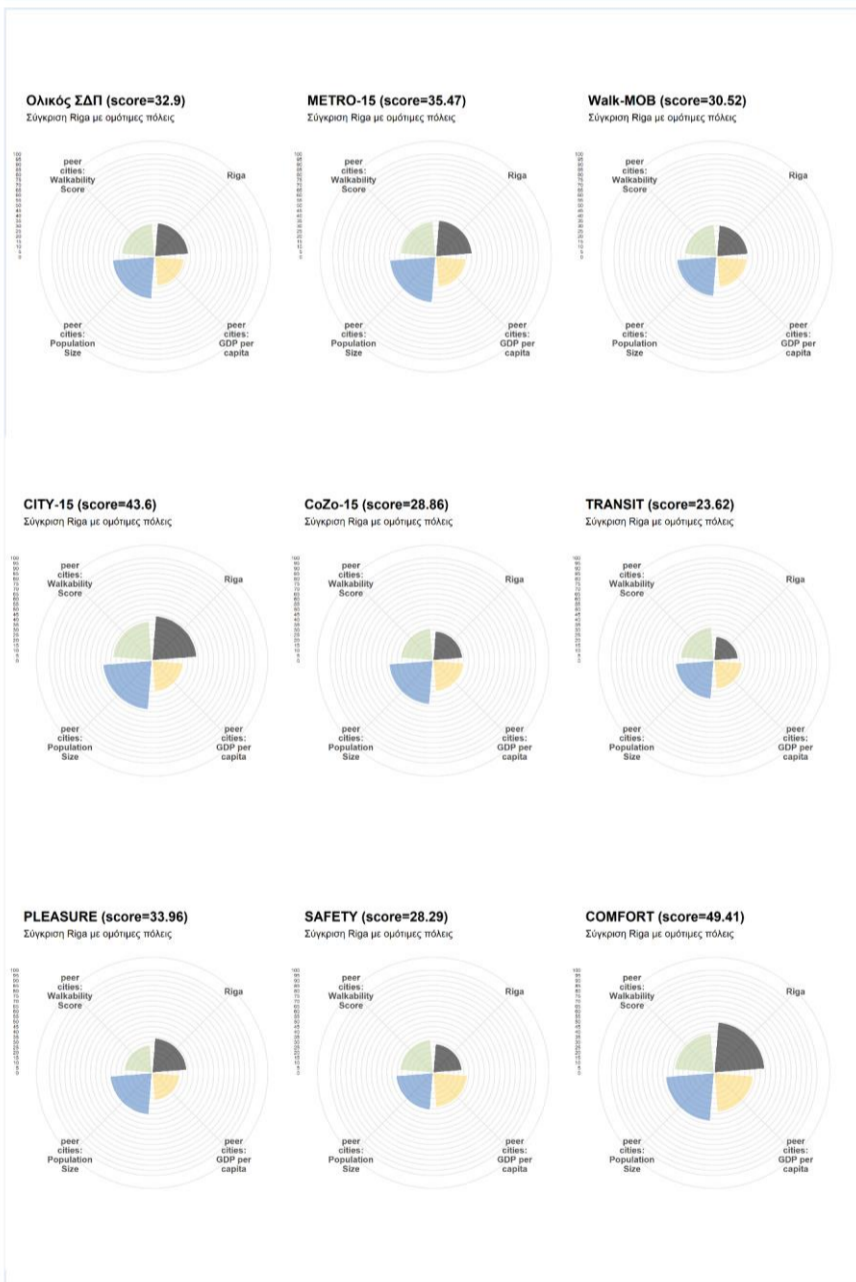 Ολικός ΣΔΠ (score=32.9)
Σύγκριση Riga με ομότιμες πόλεις
peer
cities:
Walkability
Score
Riga
peer
cities:
Population
Size
peer
cities:
GDP per
capita
METRO-15 (score=35.47)
Σύγκριση Riga με ομότιμες πόλεις
peer
cities:
Walkability
Score
Riga
peer
cities:
Population
Size
peer
cities:
GDP per
capita
Walk-MOB (score=30.52)
Σύγκριση Riga με ομότιμες πόλεις
peer
cities:
Walkability
Score
Riga
peer
cities:
Population
Size
peer
cities:
GDP per
capita
CITY-15 (score=43.6)
Σύγκριση Riga με ομότιμες πόλεις
peer
cities:
Walkability
Score
Riga
peer
cities:
Population
Size
peer
cities:
GDP per
capita
CoZo-15 (score=28.86)
Σύγκριση Riga με ομότιμες πόλεις
peer
cities:
Walkability
Score
Riga
peer
cities:
Population
Size
peer
cities:
GDP per
capita
TRANSIT (score=23.62)
Σύγκριση Riga με ομότιμες πόλεις
peer
cities:
Walkability
Score
Riga
peer
cities:
Population
Size
peer
cities:
GDP per
capita
PLEASURE (score=33.96)
Σύγκριση Riga με ομότιμες πόλεις
peer
cities:
Walkability
Score
Riga
peer
cities:
Population
Size
peer
cities:
GDP per
capita
SAFETY (score=28.29)
Σύγκριση Riga με ομότιμες πόλεις
peer
cities:
Walkability
Score
Riga
peer
cities:
Population
Size
peer
cities:
GDP per
capita
COMFORT (score=49.41)
Σύγκριση Riga με ομότιμες πόλεις
peer
cities:
Walkability
Score
Riga
peer
cities:
Population
Size
peer
cities:
GDP per
capita